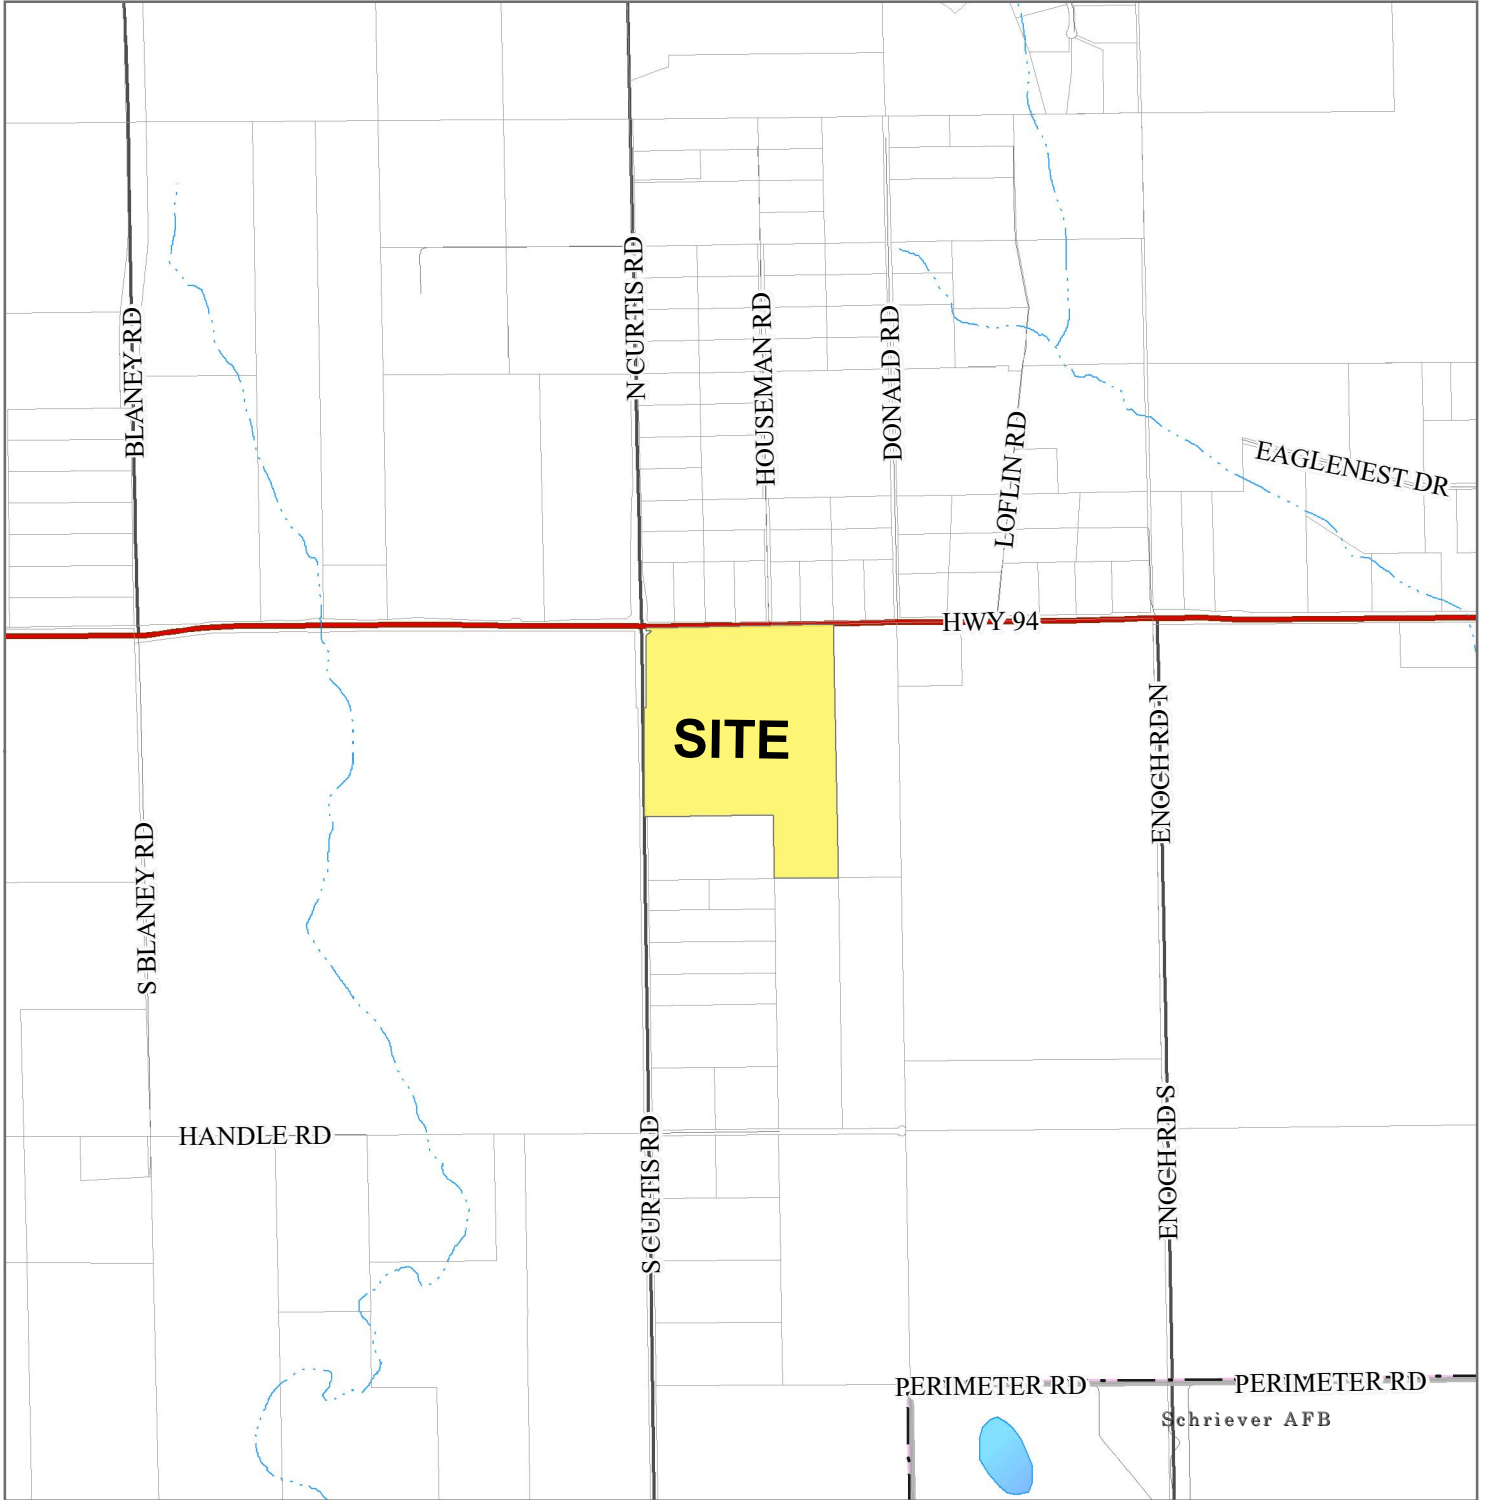 BLANEY RD
N CURTIS RD
HOUSEMAN RD
DONALD RD
LOFLIN RD
EAGLENEST DR
HWY 94
SITE
ENOCH RD N
S BLANEY RD
HANDLE RD
S CURTIS RD
ENOCH RD S
PERIMETER RD
PERIMETER RD
Schriever AFB